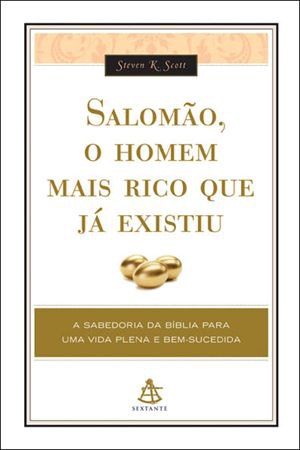 Steven K. Scott
SALOMÃO,
O HOMEM
MAIS RICO QUE
JÁ EXISTIU
A SABEDORIA DA BÍBLIA PARA
UMA VIDA PLENA E BEM-SUCEDIDA
SEXTANTE